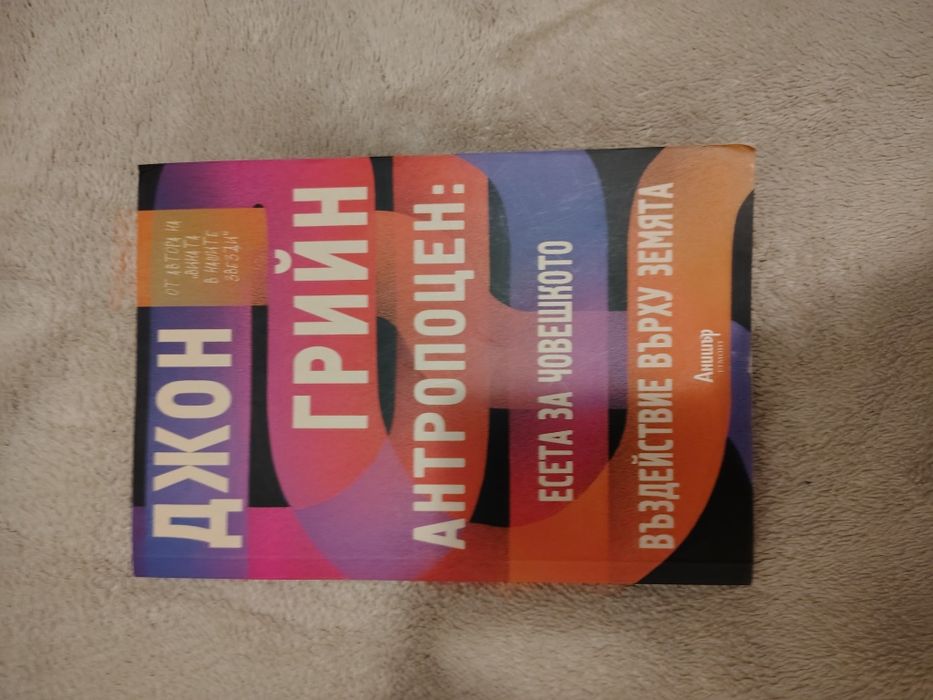 ДЖОН
ОТ АВТОРА НА
„ВИНАТА
В НАШИТЕ
ЗВЕЗДИ“
ГРИЙН
АНТРОПОЦЕН:
ЕСЕТА ЗА ЧОВЕШКОТО
ВЪЗДЕЙСТВИЕ ВЪРХУ ЗЕМЯТА
Анишър